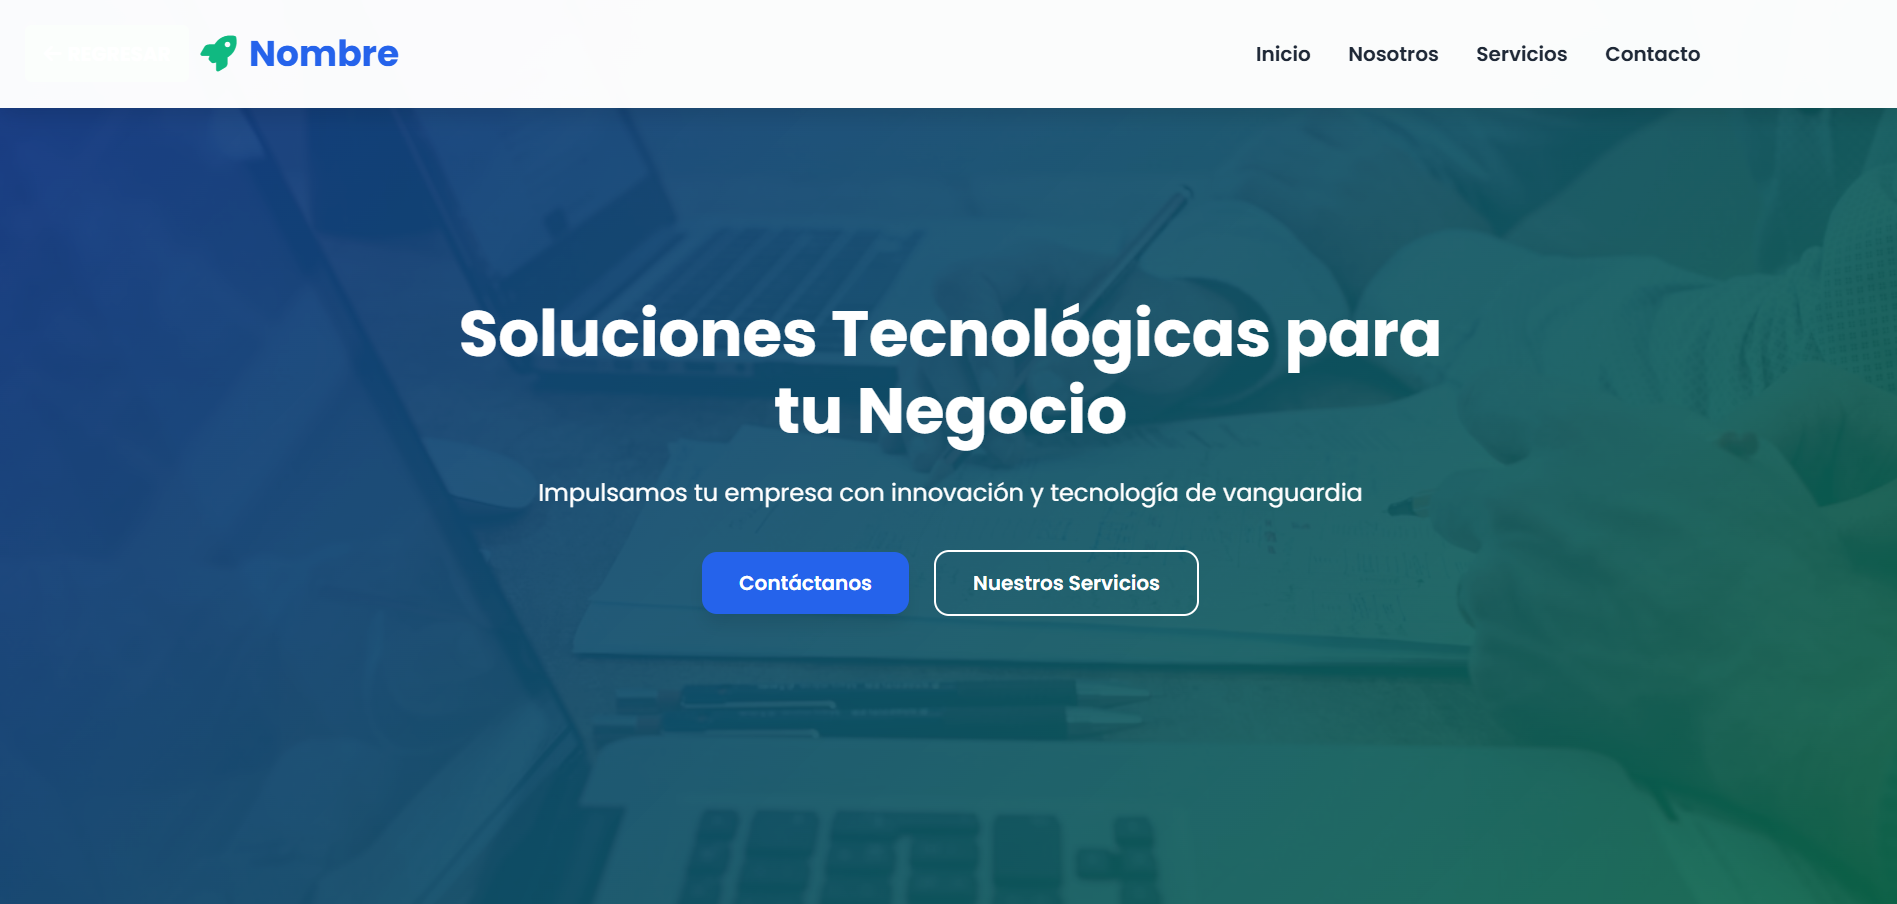 Nombre
Inicio
Nosotros
Servicios
Contacto
Soluciones Tecnológicas para
tu Negocio
Impulsamos tu empresa con innovación y tecnología de vanguardia
Contáctanos
Nuestros Servicios